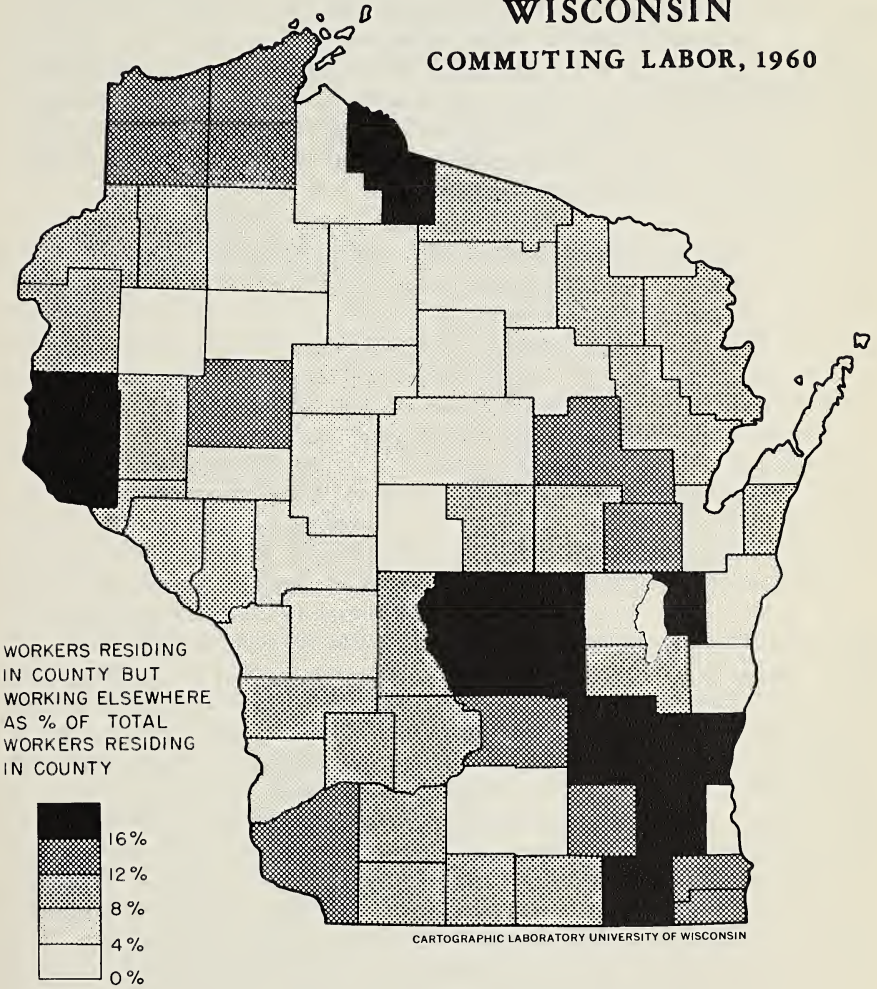 WISCONSIN
COMMUTING LABOR, 1960
WORKERS RESIDING
IN COUNTY BUT
WORKING ELSEWHERE
AS % OF TOTAL
WORKERS RESIDING
IN COUNTY
16%
12%
8%
4%
0%
CARTOGRAPHIC LABORATORY UNIVERSITY OF WISCONSIN